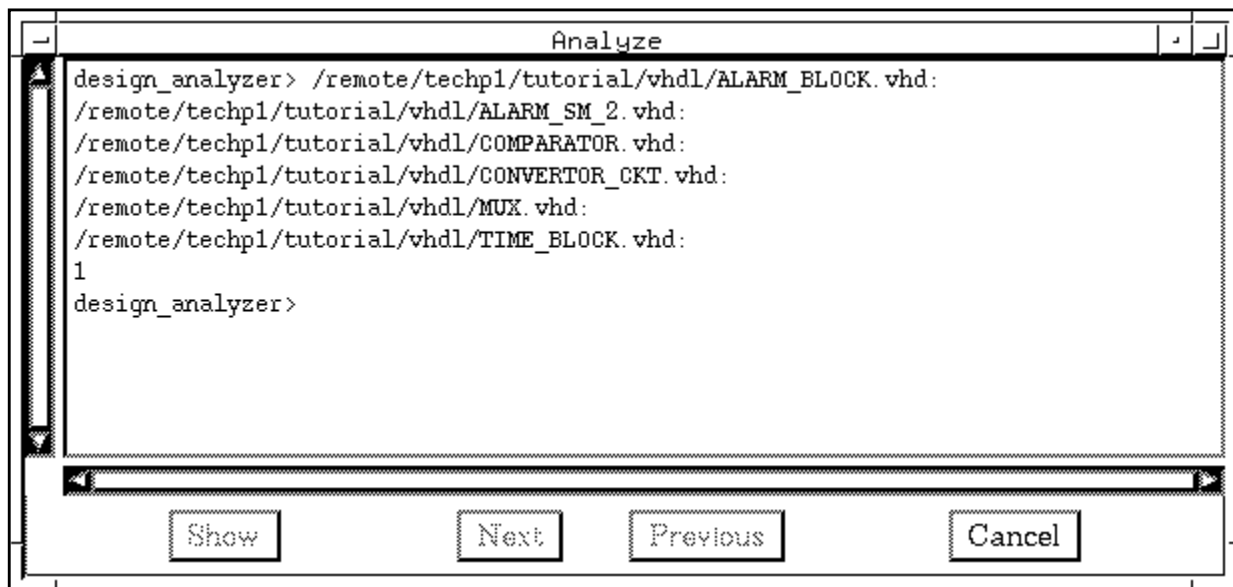 Analyze
design_analyzer> /remote/techp1/tutorial/vhdl/ALARM_BLOCK.vhd:
/remote/techp1/tutorial/vhdl/ALARM_SM_2.vhd:
/remote/techp1/tutorial/vhdl/COMPARATOR.vhd:
/remote/techp1/tutorial/vhdl/CONVERTOR_CKT.vhd:
/remote/techp1/tutorial/vhdl/MUX.vhd:
/remote/techp1/tutorial/vhdl/TIME_BLOCK.vhd:
1
design_analyzer>
Show Next Previous Cancel